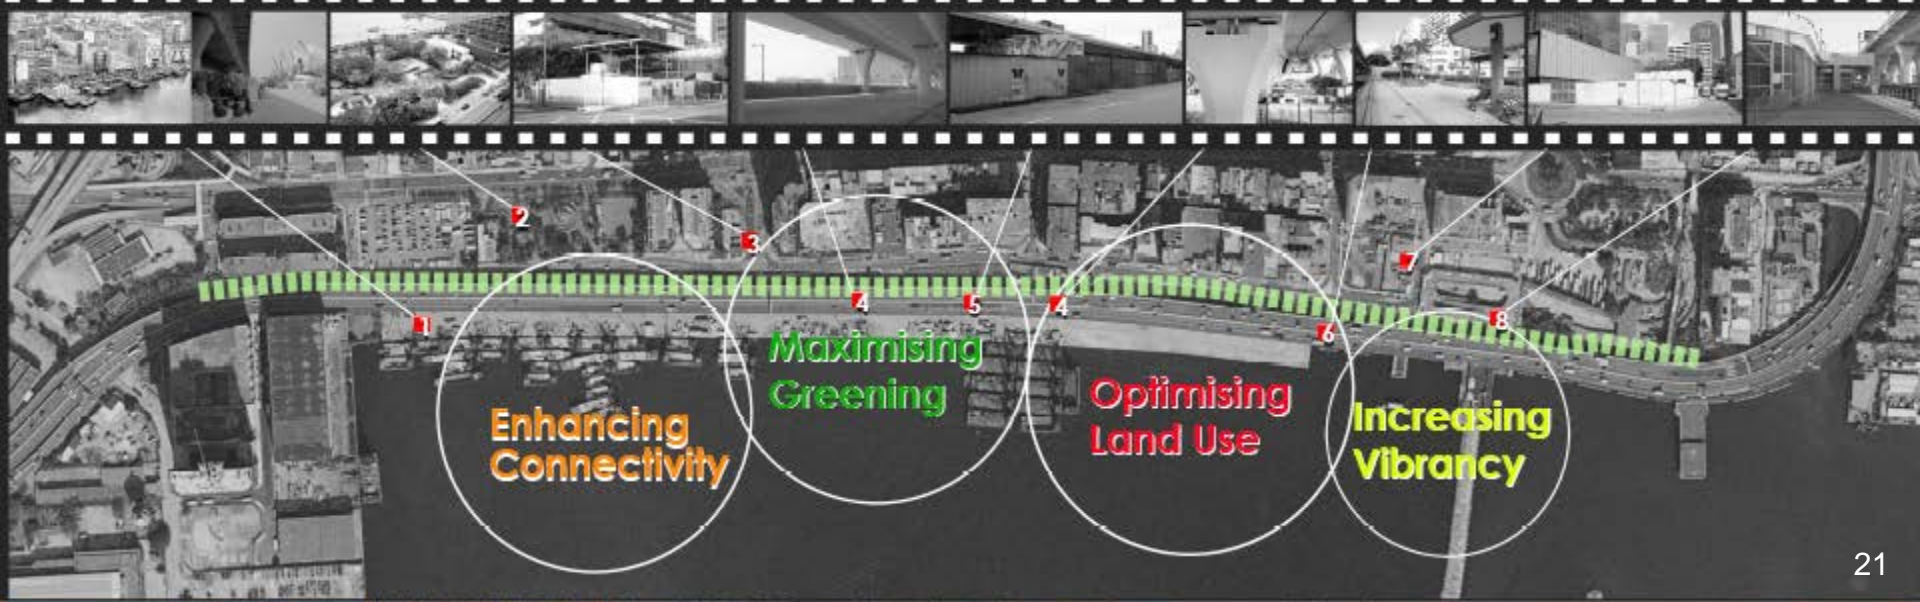 2
3
7
4
5
4
8
1
6
Maximising
Greening
Enhancing
Connectivity
Optimising
Land Use
Increasing
Vibrancy
21